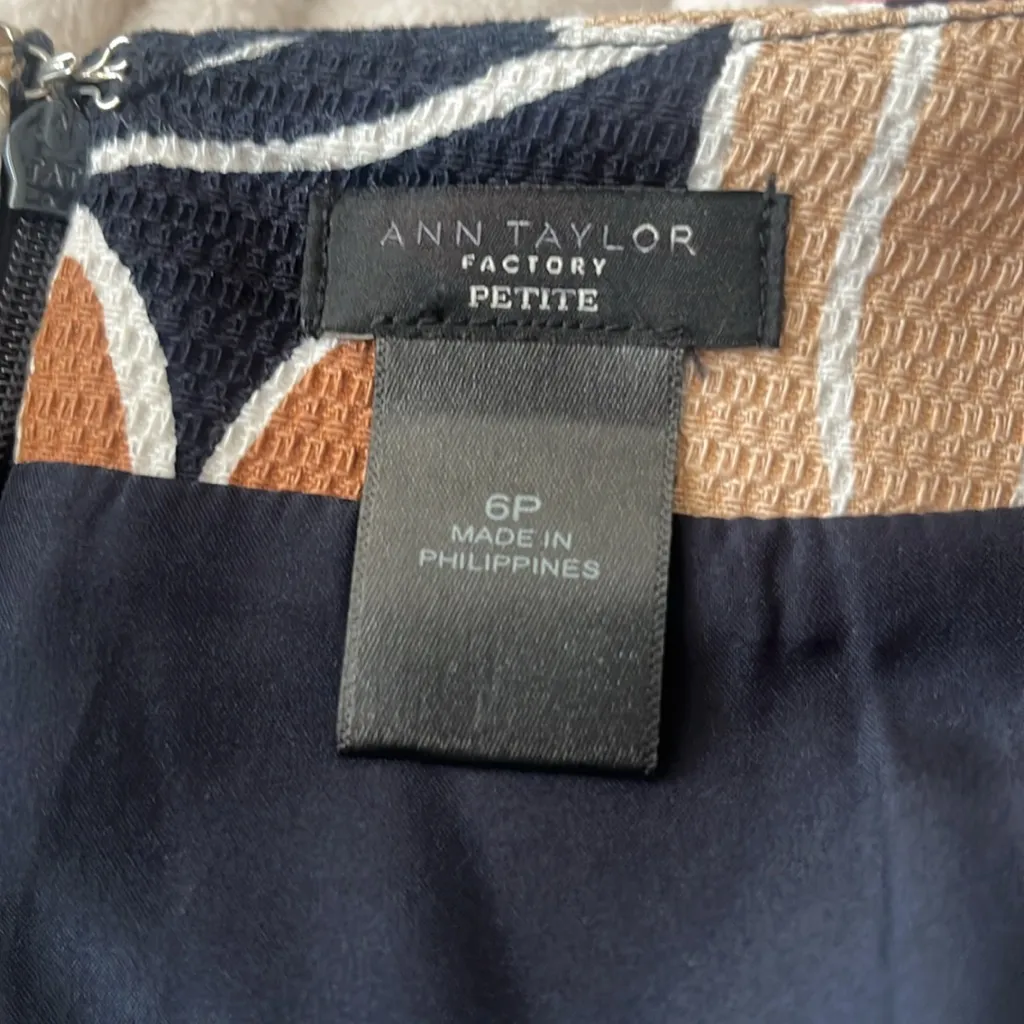 ANN TAYLOR
FACTORY
PETITE
6P
MADE IN
PHILIPPINES